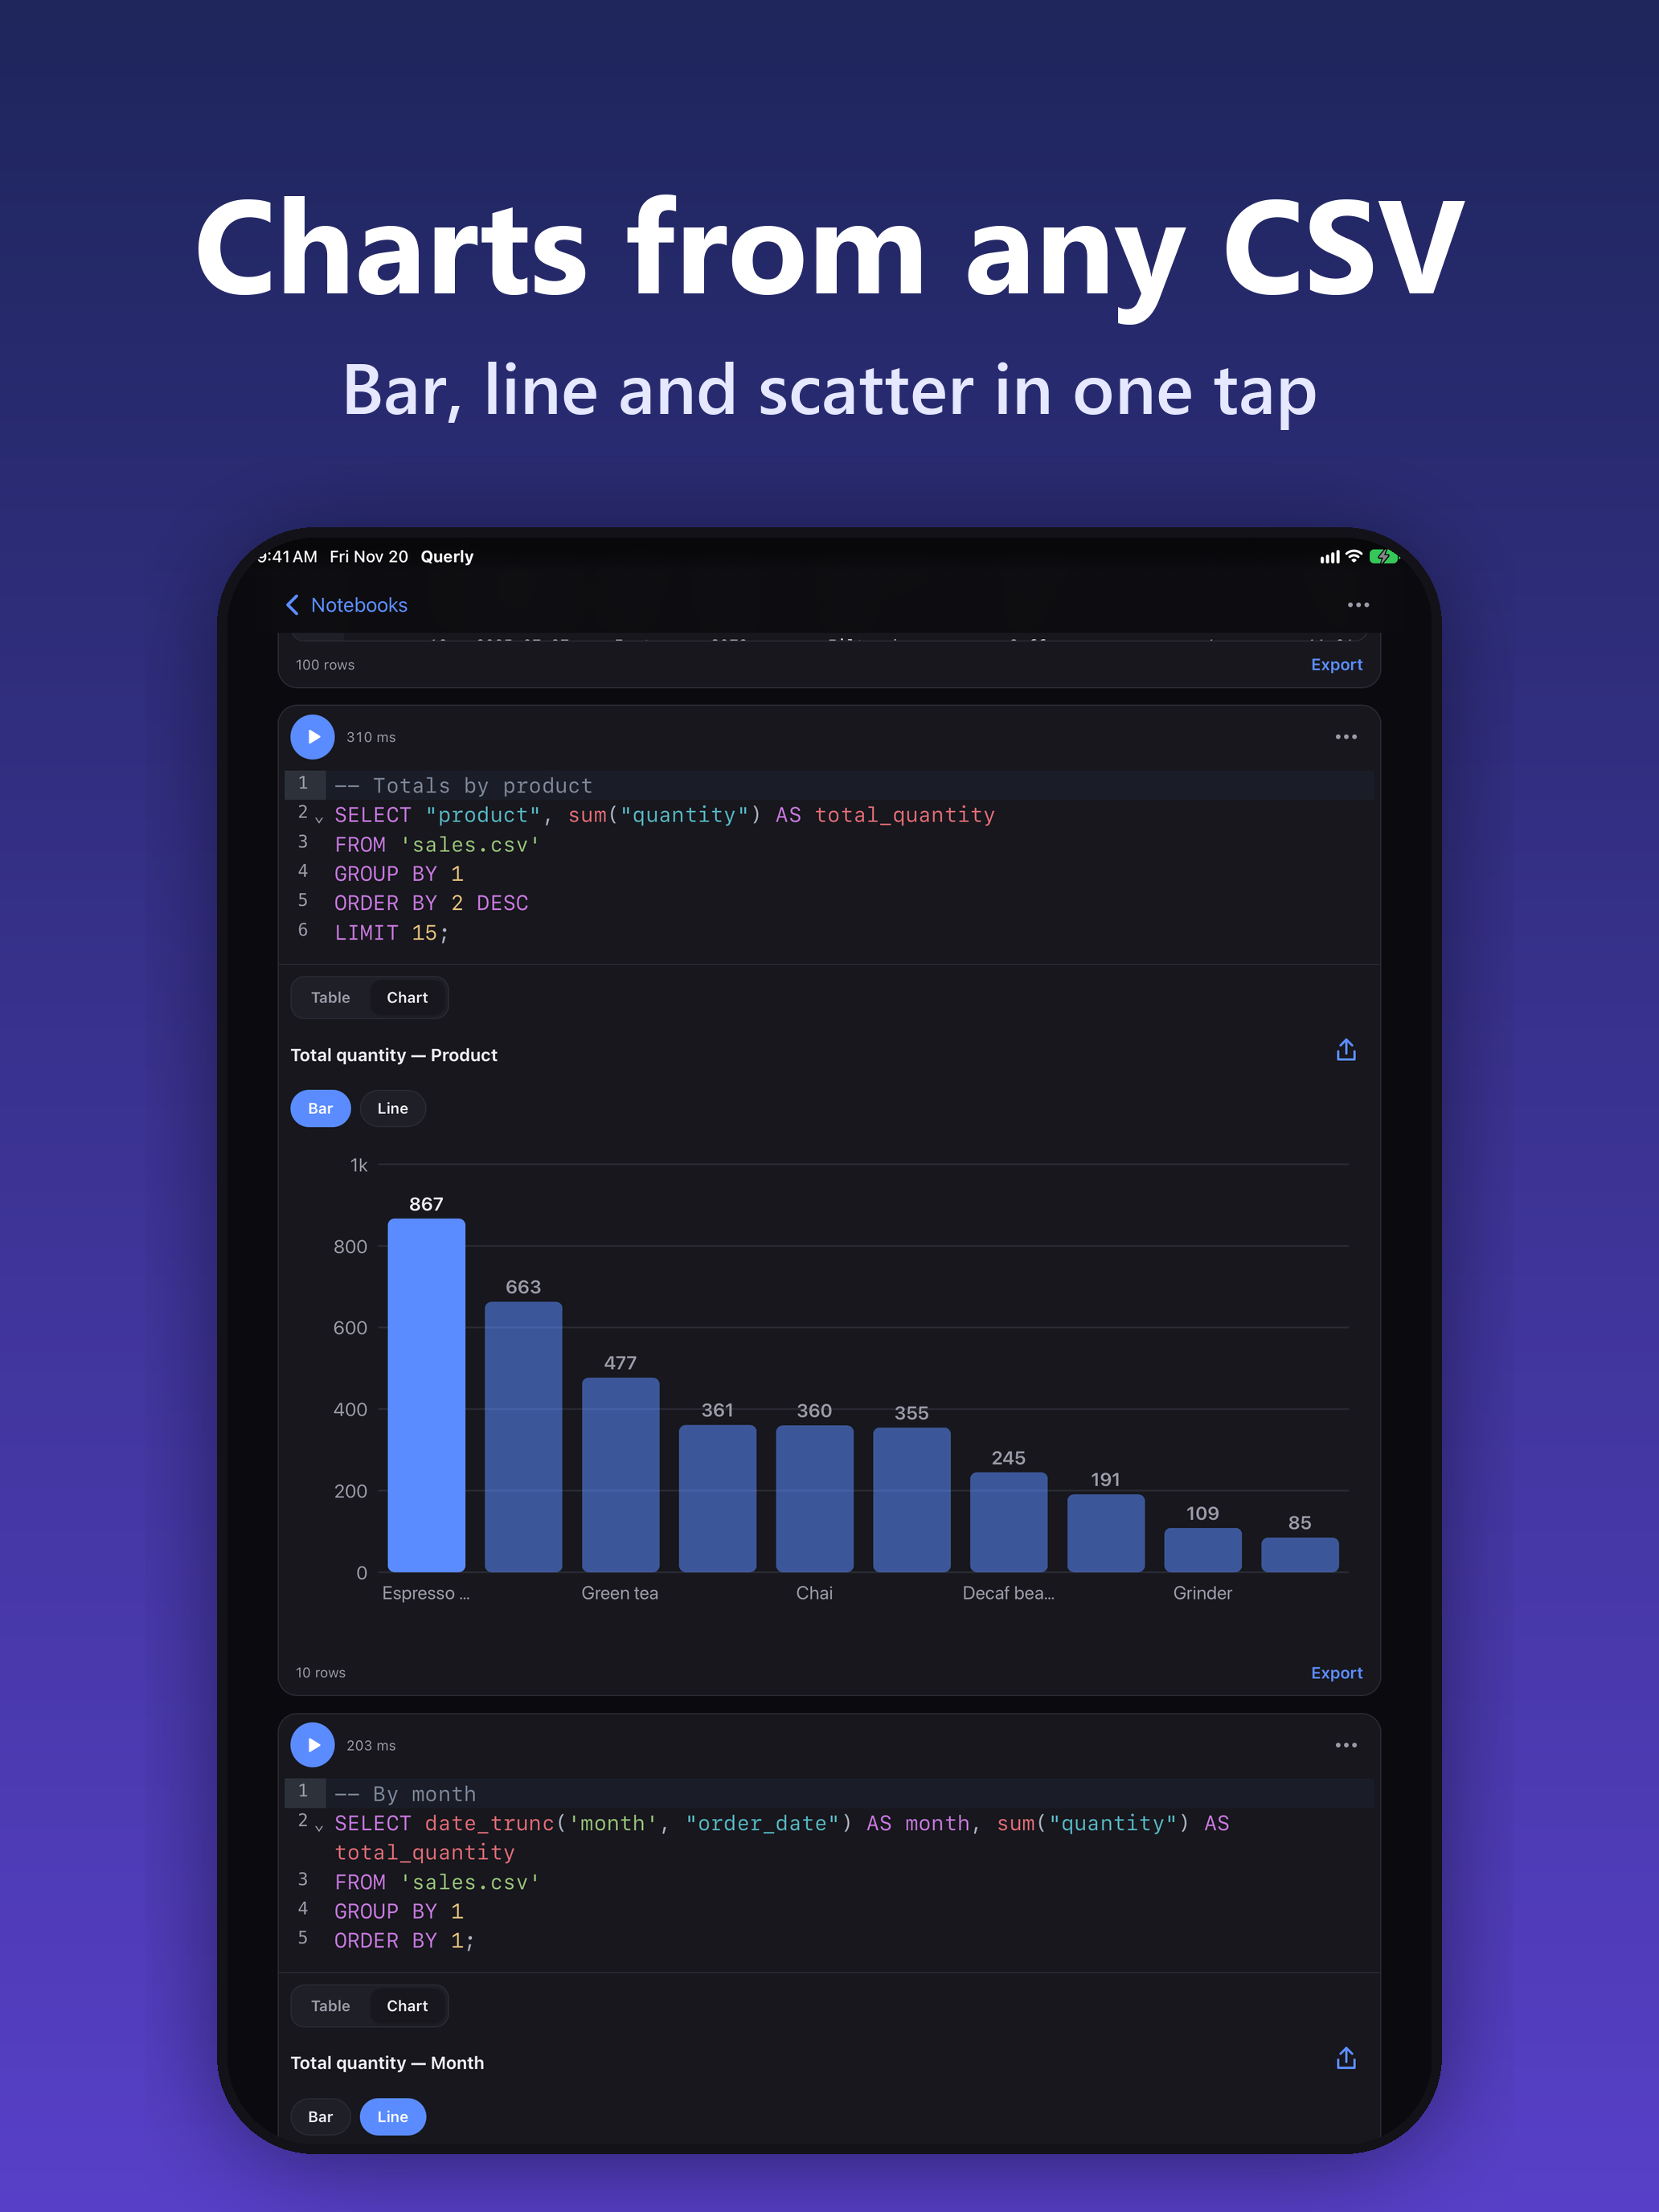 Charts from any CSV
Bar, line and scatter in one tap
9:41 AM Fri Nov 20 Querly
Notebooks
100 rows
Export
310 ms
1 -- Totals by product
2 SELECT "product", sum("quantity") AS total_quantity
3 FROM 'sales.csv'
4 GROUP BY 1
5 ORDER BY 2 DESC
6 LIMIT 15;
Table Chart
Total quantity — Product
Bar Line
1k
867
800
663
600
477
400
361 360 355
245
200
191
109
85
0
Espresso ... Green tea Chai Decaf bea... Grinder
10 rows
Export
203 ms
1 -- By month
2 SELECT date_trunc('month', "order_date") AS month, sum("quantity") AS
total_quantity
3 FROM 'sales.csv'
4 GROUP BY 1
5 ORDER BY 1;
Table Chart
Total quantity — Month
Bar Line